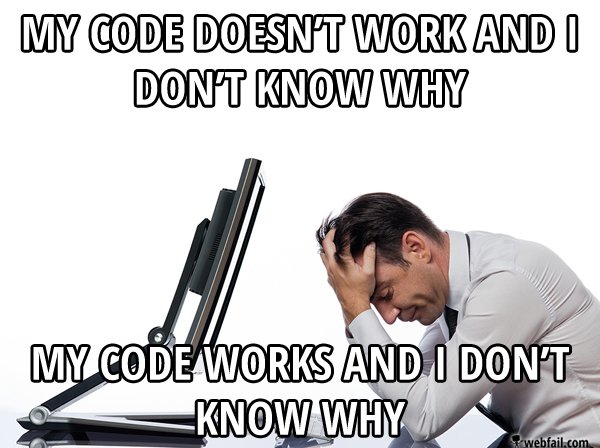 MY CODE DOESN'T WORK AND I
DON'T KNOW WHY
MY CODE WORKS AND I DON'T
KNOW WHY
webfail.com